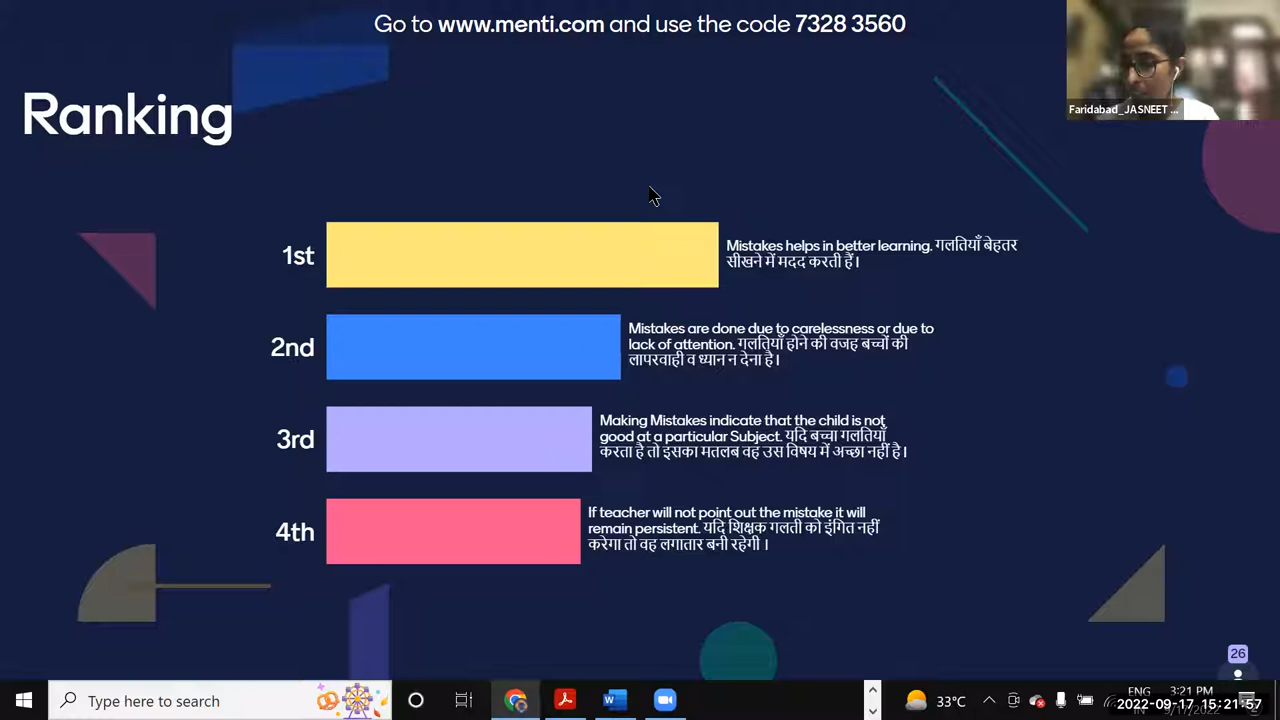 Go to www.menti.com and use the code 7328 3560
Faridabad_JASNEET ...
Ranking
1st
Mistakes helps in better learning. गलतियाँ बेहतर
सीखने में मदद करती हैं।
2nd
Mistakes are done due to carelessness or due to
lack of attention. गलतियाँ होने की वजह बच्चों की
लापरवाही व ध्यान न देना है।
3rd
Making Mistakes indicate that the child is not
good at a particular Subject. यदि बच्चा गलतियाँ
करता है तो इसका मतलब वह उस विषय में अच्छा नहीं है।
4th
If teacher will not point out the mistake it will
remain persistent. यदि शिक्षक गलती को इंगित नहीं
करेगा तो वह लगातार बनी रहेगी ।
26
Type here to search
33°C
ENG
3:21 PM
2022-09-17 15:21:57